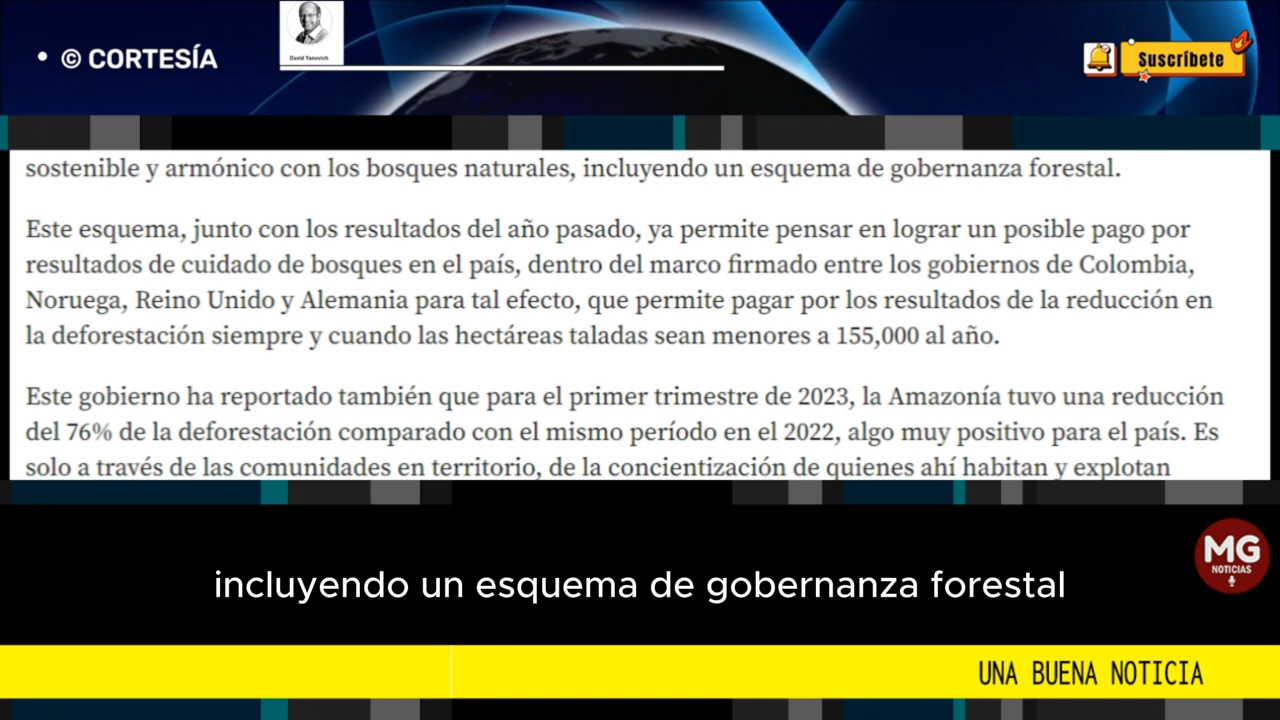 • © CORTESÍA
David Yanovich
Suscríbete
sostenible y armónico con los bosques naturales, incluyendo un esquema de gobernanza forestal.
Este esquema, junto con los resultados del año pasado, ya permite pensar en lograr un posible pago por
resultados de cuidado de bosques en el país, dentro del marco firmado entre los gobiernos de Colombia,
Noruega, Reino Unido y Alemania para tal efecto, que permite pagar por los resultados de la reducción en
la deforestación siempre y cuando las hectáreas taladas sean menores a 155,000 al año.
Este gobierno ha reportado también que para el primer trimestre de 2023, la Amazonía tuvo una reducción
del 76% de la deforestación comparado con el mismo período en el 2022, algo muy positivo para el país. Es
solo a través de las comunidades en territorio, de la concientización de quienes ahí habitan y explotan
MG
NOTICIAS
incluyendo un esquema de gobernanza forestal
UNA BUENA NOTICIA